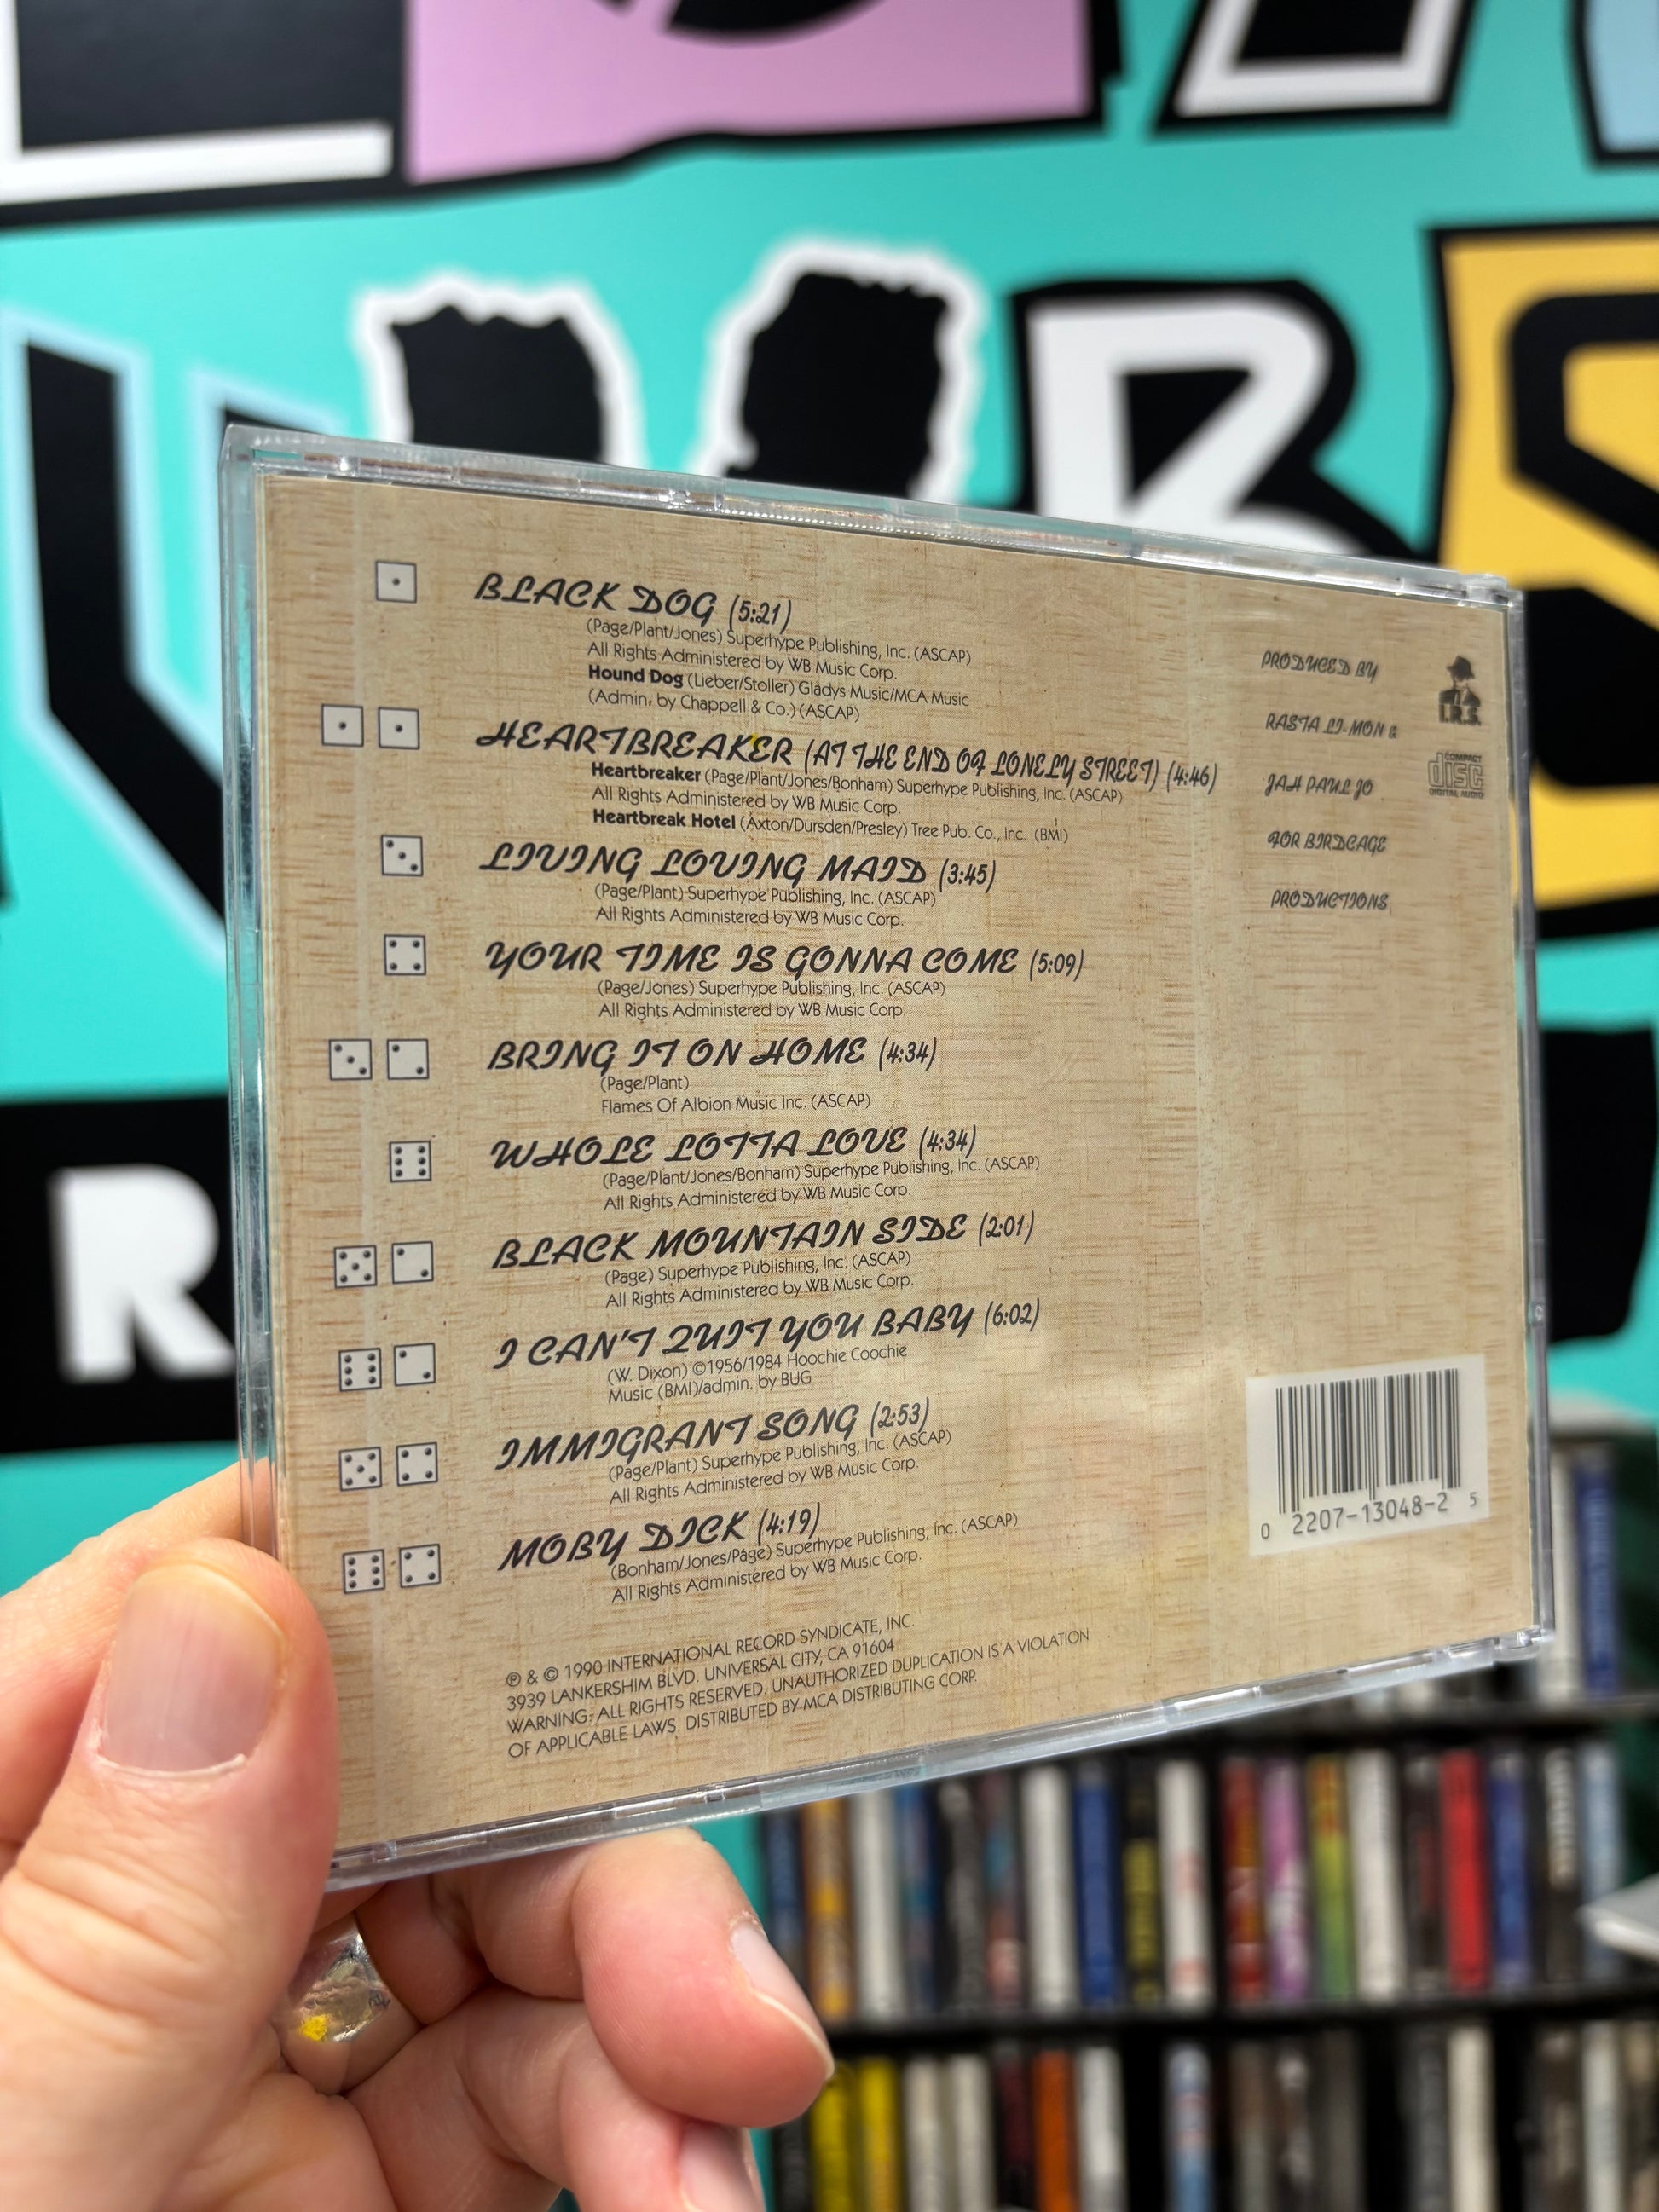 BLACK DOG (5:21)
(Page/Plant/Jones) Superhype Publishing, Inc. (ASCAP)
All Rights Administered by WB Music Corp.
Hound Dog (Lieber/Stoller) Gladys Music/MCA Music
(Admin. by Chappell & Co.) (ASCAP)
HEARTBREAKER (AT THE END OF LONELY STREET) (4:46)
Heartbreaker (Page/Plant/Jones/Bonham) Superhype Publishing, Inc. (ASCAP)
All Rights Administered by WB Music Corp.
Heartbreak Hotel (Axton/Dursden/Presley) Tree Pub. Co., Inc. (BMI)
LIVING LOVING MAID (3:45)
(Page/Plant) Superhype Publishing, Inc. (ASCAP)
All Rights Administered by WB Music Corp.
YOUR TIME IS GONNA COME (5:09)
(Page/Jones) Superhype Publishing, Inc. (ASCAP)
All Rights Administered by WB Music Corp.
BRING IT ON HOME (4:34)
(Page/Plant)
Flames Of Albion Music Inc. (ASCAP)
WHOLE LOTTA LOVE (4:34)
(Page/Plant/Jones/Bonham) Superhype Publishing, Inc. (ASCAP)
All Rights Administered by WB Music Corp.
BLACK MOUNTAIN SIDE (2:01)
(Page) Superhype Publishing, Inc. (ASCAP)
All Rights Administered by WB Music Corp.
I CAN'T QUIT YOU BABY (6:02)
(W. Dixon) ©1956/1984 Hoochie Coochie
Music (BMI)/admin. by BUG
IMMIGRANT SONG (2:53)
(Page/Plant) Superhype Publishing, Inc. (ASCAP)
All Rights Administered by WB Music Corp.
MOBY DICK (4:19)
(Bonham/Jones/Page) Superhype Publishing, Inc. (ASCAP)
All Rights Administered by WB Music Corp.
℗ & © 1990 INTERNATIONAL RECORD SYNDICATE, INC.
3939 LANKERSHIM BLVD. UNIVERSAL CITY, CA 91604
WARNING: ALL RIGHTS RESERVED. UNAUTHORIZED DUPLICATION IS A VIOLATION
OF APPLICABLE LAWS. DISTRIBUTED BY MCA DISTRIBUTING CORP.
PRODUCED BY
RASTA LI-MON &
JAH PAUL JO
FOR BIRDCAGE
PRODUCTIONS
I.R.S.
COMPACT
disc
DIGITAL AUDIO
0 2207-13048-2 5
B
R